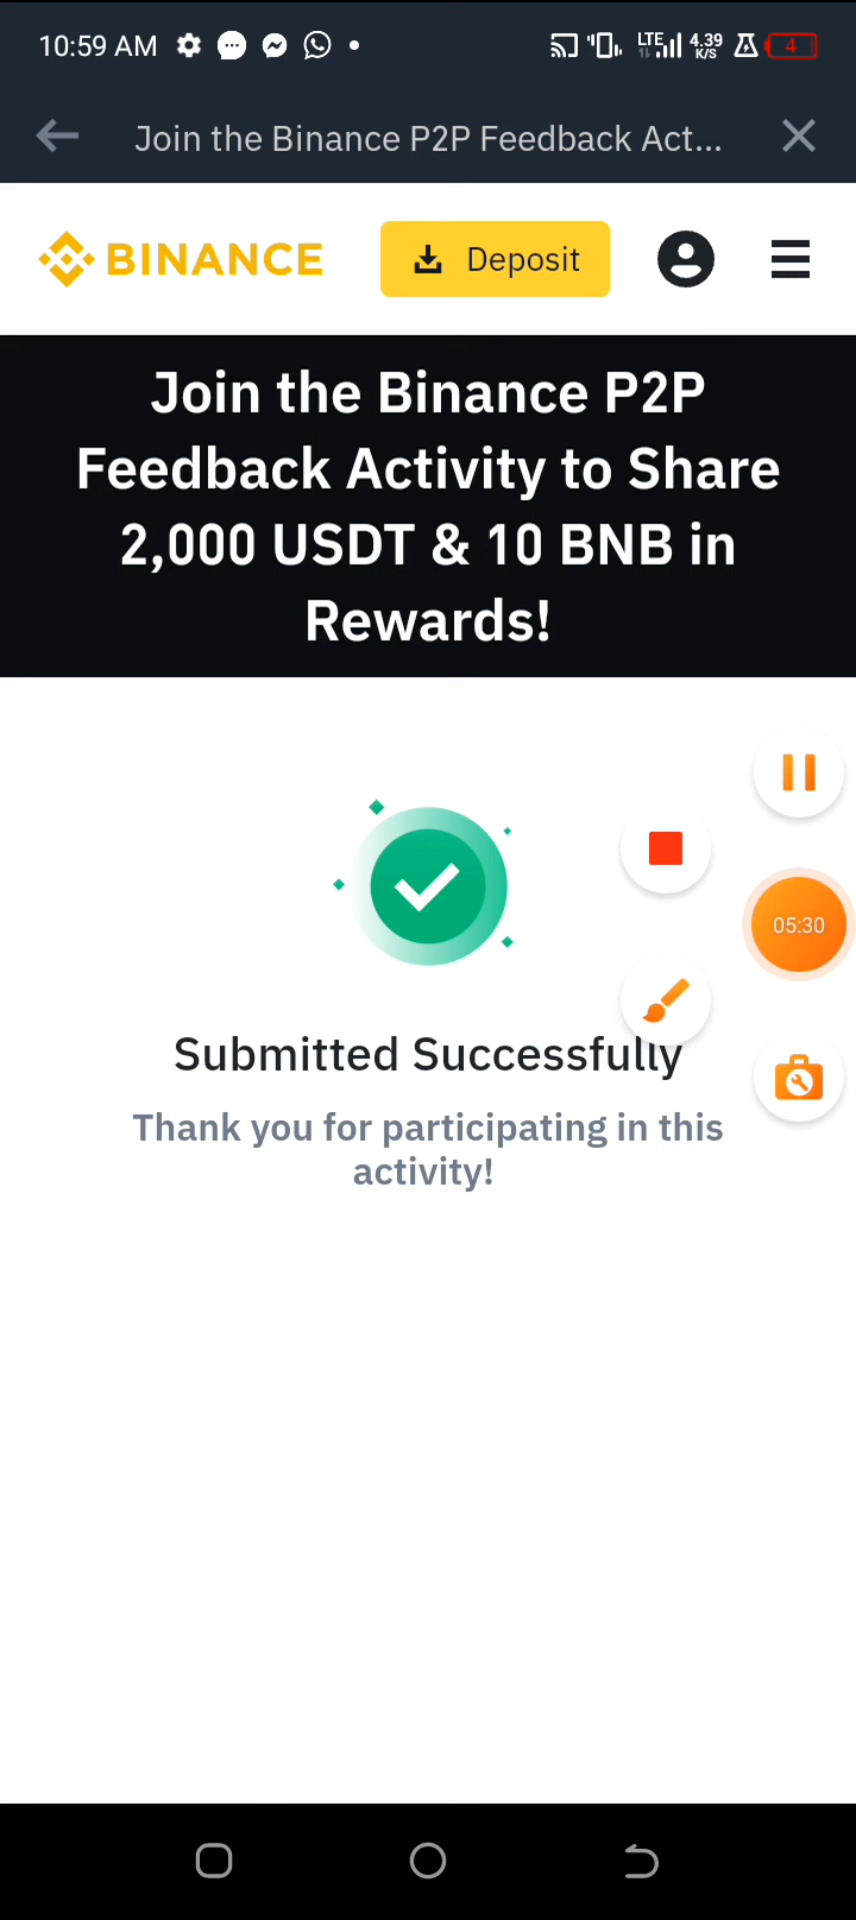 10:59 AM LTE 4.39 K/S 4
Join the Binance P2P Feedback Act...
BINANCE Deposit
Join the Binance P2P
Feedback Activity to Share
2,000 USDT & 10 BNB in
Rewards!
05:30
Submitted Successfully
Thank you for participating in this
activity!